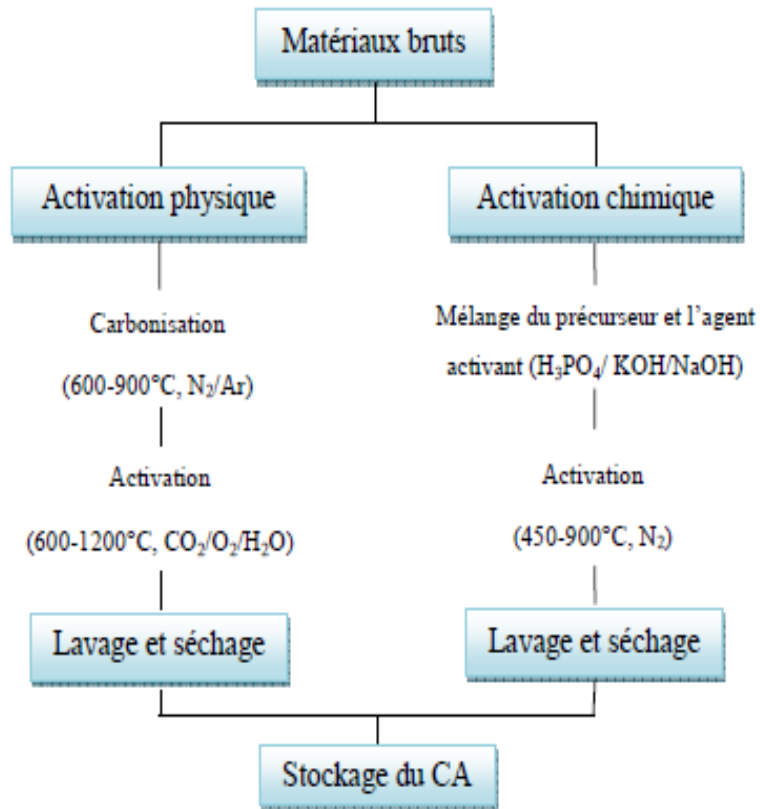 Matériaux bruts
Activation physique
Carbonisation
(600-900°C, N₂/Ar)
Activation
(600-1200°C, CO₂/O₂/H₂O)
Lavage et séchage
Activation chimique
Mélange du précurseur et l’agent
activant (H₃PO₄/ KOH/NaOH)
Activation
(450-900°C, N₂)
Lavage et séchage
Stockage du CA